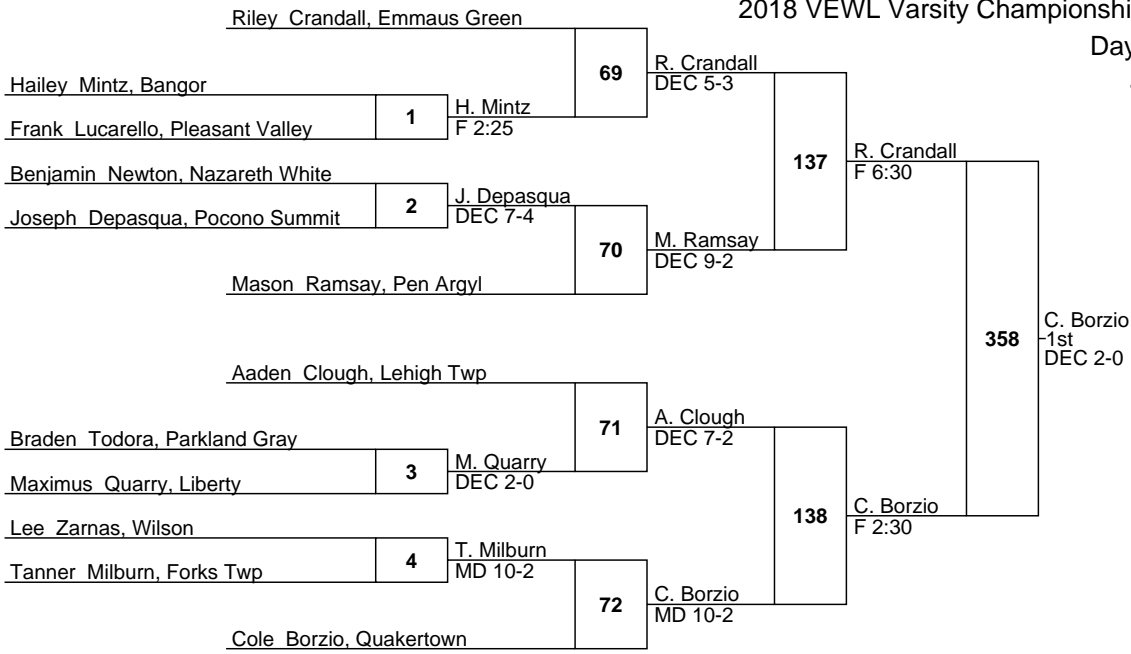 2018 VEWL Varsity Championshi
Day
Riley Crandall, Emmaus Green
69
R. Crandall
DEC 5-3
Hailey Mintz, Bangor
1
H. Mintz
F 2:25
Frank Lucarello, Pleasant Valley
137
R. Crandall
F 6:30
Benjamin Newton, Nazareth White
2
J. Depasqua
DEC 7-4
Joseph Depasqua, Pocono Summit
70
M. Ramsay
DEC 9-2
Mason Ramsay, Pen Argyl
358
C. Borzio
1st
DEC 2-0
Aaden Clough, Lehigh Twp
71
A. Clough
DEC 7-2
Braden Todora, Parkland Gray
3
M. Quarry
DEC 2-0
Maximus Quarry, Liberty
138
C. Borzio
F 2:30
Lee Zarnas, Wilson
4
T. Milburn
MD 10-2
Tanner Milburn, Forks Twp
72
C. Borzio
MD 10-2
Cole Borzio, Quakertown